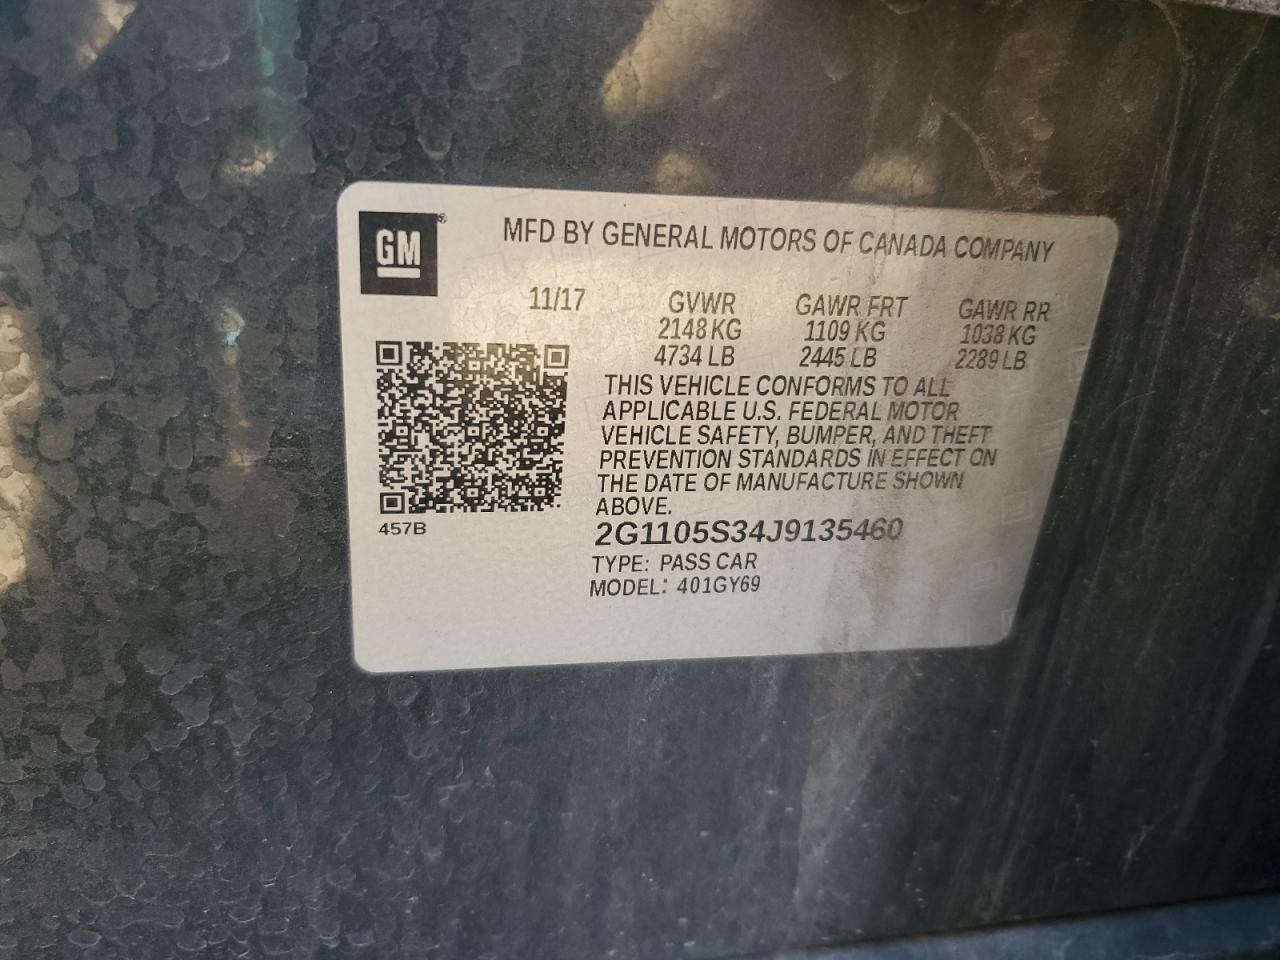 GM®
MFD BY GENERAL MOTORS OF CANADA COMPANY
11/17 GVWR GAWR FRT GAWR RR
2148 KG 1109 KG 1038 KG
4734 LB 2445 LB 2289 LB
THIS VEHICLE CONFORMS TO ALL
APPLICABLE U.S. FEDERAL MOTOR
VEHICLE SAFETY, BUMPER, AND THEFT
PREVENTION STANDARDS IN EFFECT ON
THE DATE OF MANUFACTURE SHOWN
ABOVE.
457B
2G1105S34J9135460
TYPE: PASS CAR
MODEL: 401GY69